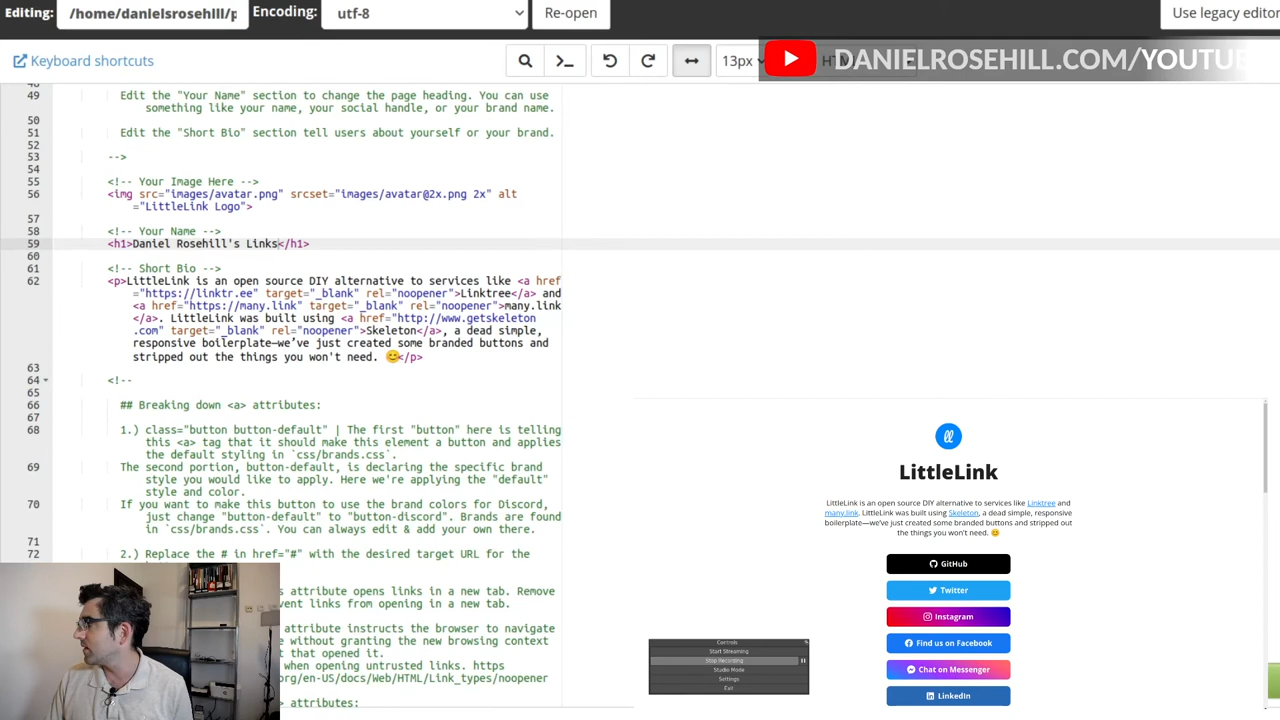 Editing:
/home/danielsrosehill/p
Encoding:
utf-8
Re-open
Use legacy editor
Keyboard shortcuts
13px
DANIELROSEHILL.COM/YOUTUBE
49 Edit the "Your Name" section to change the page heading. You can use
something like your name, your social handle, or your brand name.
50
51 Edit the "Short Bio" section tell users about yourself or your brand.
52
53 -->
54
55 <!-- Your Image Here -->
56 <img src="images/avatar.png" srcset="images/avatar@2x.png 2x" alt
="LittleLink Logo">
57
58 <!-- Your Name -->
59 <h1>Daniel Rosehill's Links</h1>
60
61 <!-- Short Bio -->
62 <p>LittleLink is an open source DIY alternative to services like <a href
="https://linktr.ee" target="_blank" rel="noopener">Linktree</a> and
<a href="https://many.link" target="_blank" rel="noopener">many.link
</a>. LittleLink was built using <a href="http://www.getskeleton
.com" target="_blank" rel="noopener">Skeleton</a>, a dead simple,
responsive boilerplate—we’ve just created some branded buttons and
stripped out the things you won't need. 😊</p>
63
64 <!--
65
66 ## Breaking down <a> attributes:
67
68 1.) class="button button-default" | The first "button" here is telling
this <a> tag that it should make this element a button and applies
the default styling in `css/brands.css`.
69 The second portion, button-default, is declaring the specific brand
style you would like to apply. Here we're applying the "default"
style and color.
70 If you want to make this button to use the brand colors for Discord,
just change "button-default" to "button-discord". Brands are found
in `css/brands.css`. You can always edit & add your own there.
71
72 2.) Replace the # in href="#" with the desired target URL for the
attribute opens links in a new tab. Remove
vent links from opening in a new tab.
attribute instructs the browser to navigate
without granting the new browsing context
that opened it.
when opening untrusted links. https
org/en-US/docs/Web/HTML/Link_types/noopener
attributes:
LittleLink
LittleLink is an open source DIY alternative to services like Linktree and
many.link. LittleLink was built using Skeleton, a dead simple, responsive
boilerplate—we’ve just created some branded buttons and stripped out
the things you won't need. 😊
GitHub
Twitter
Instagram
Find us on Facebook
Chat on Messenger
LinkedIn
Controls
Start Streaming
Stop Recording
Studio Mode
Settings
Exit